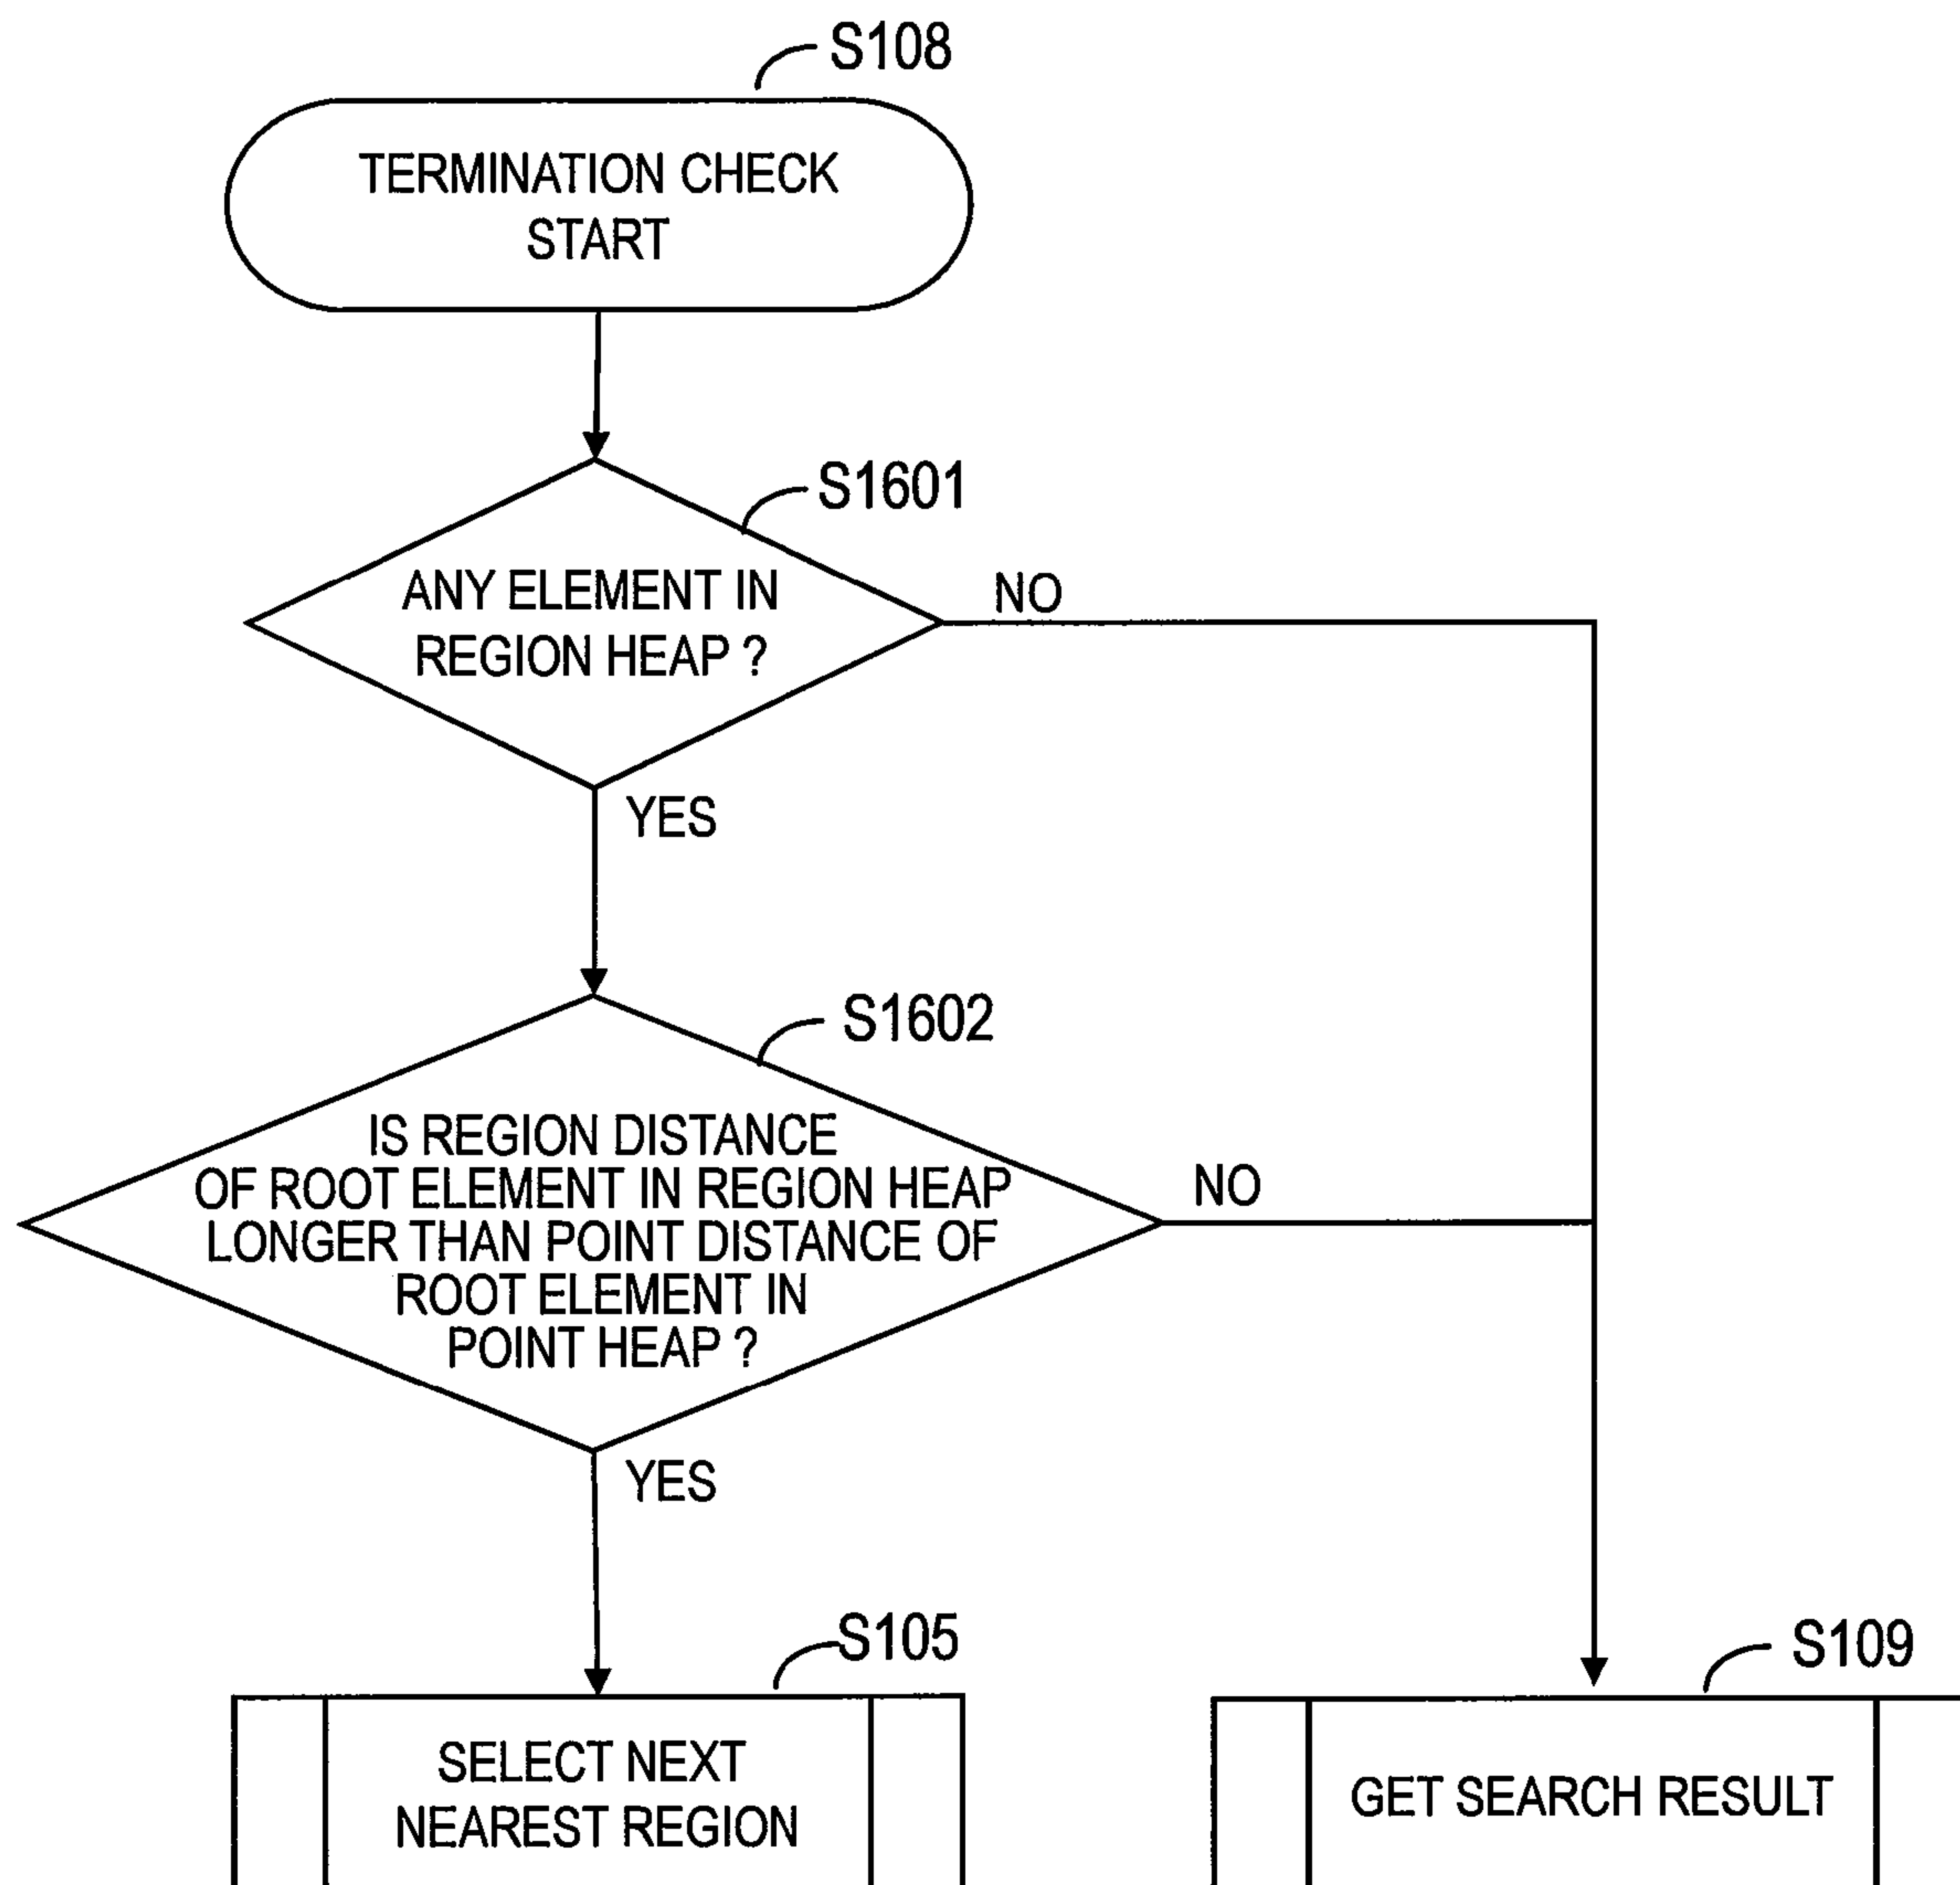 S108
TERMINATION CHECK
START
S1601
ANY ELEMENT IN
REGION HEAP ?
NO
YES
S1602
IS REGION DISTANCE
OF ROOT ELEMENT IN REGION HEAP
LONGER THAN POINT DISTANCE OF
ROOT ELEMENT IN
POINT HEAP ?
NO
YES
S105
SELECT NEXT
NEAREST REGION
S109
GET SEARCH RESULT